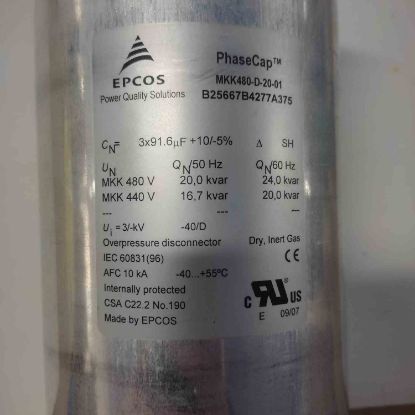 EPCOS
Power Quality Solutions
PhaseCap™
MKK480-D-20-01
B25667B4277A375
CN= 3x91.6µF +10/-5% Δ SH
UN QN/50 Hz QN/60 Hz
MKK 480 V 20,0 kvar 24,0 kvar
MKK 440 V 16,7 kvar 20,0 kvar
--- --- ---
Ui = 3/-kV -40/D
Overpressure disconnector Dry, Inert Gas
IEC 60831(96) CE
AFC 10 kA -40...+55°C
Internally protected
CSA C22.2 No.190
Made by EPCOS
C RU US
E 09/07